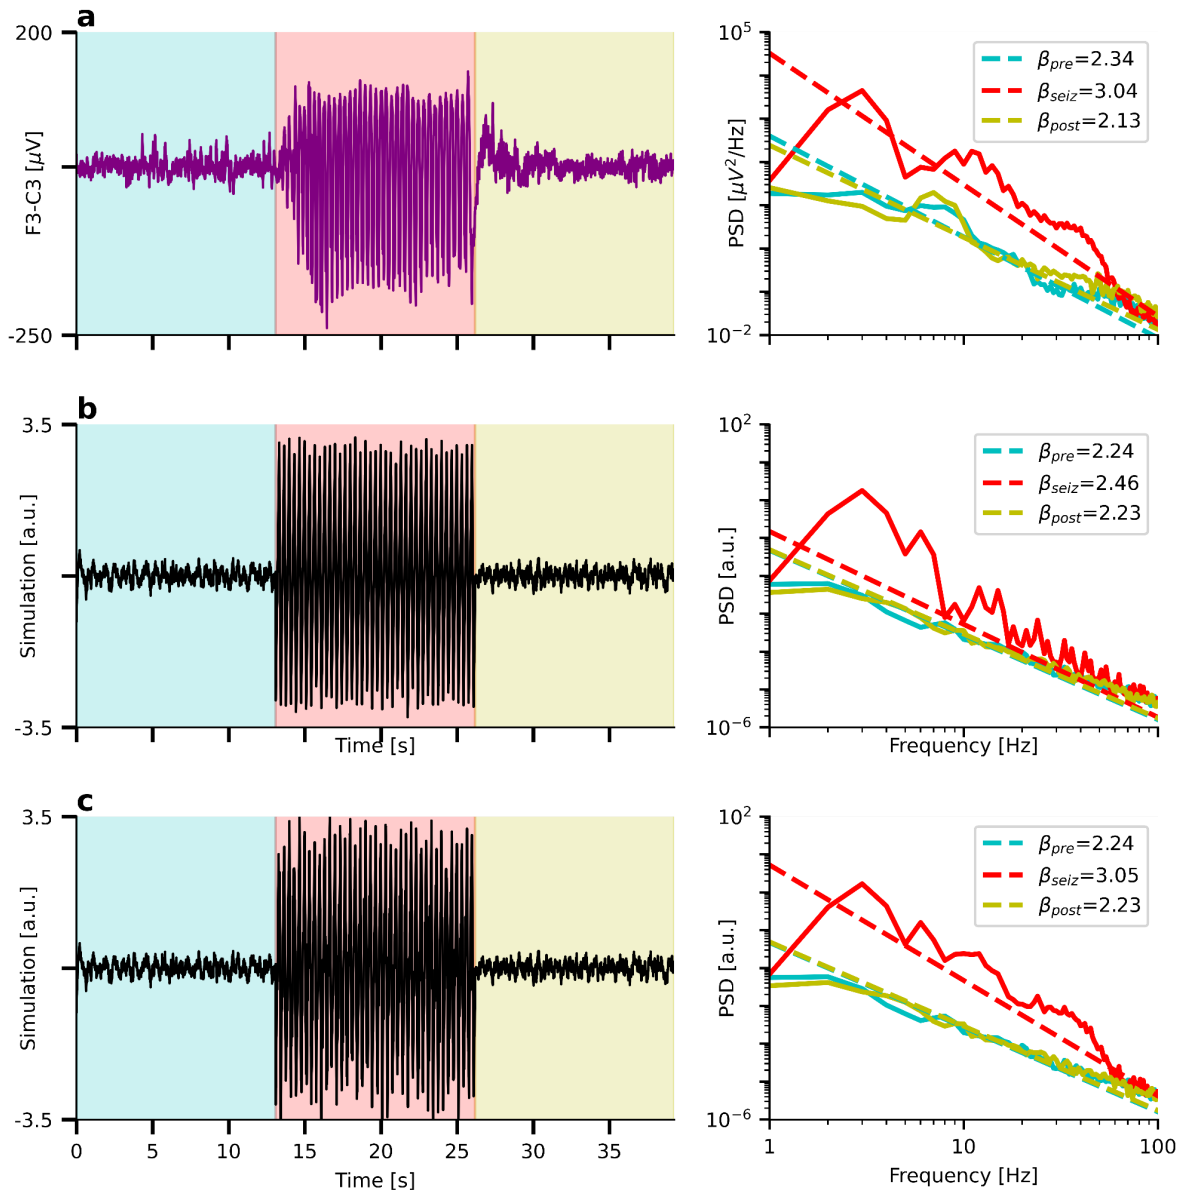 a
200
F3-C3 [μV]
-250
10^5
PSD [μV²/Hz]
10^-2
β_pre=2.34
β_seiz=3.04
β_post=2.13
b
3.5
Simulation [a.u.]
-3.5
Time [s]
10^2
PSD [a.u.]
10^-6
β_pre=2.24
β_seiz=2.46
β_post=2.23
Frequency [Hz]
c
3.5
Simulation [a.u.]
-3.5
0 5 10 15 20 25 30 35
Time [s]
10^2
PSD [a.u.]
10^-6
β_pre=2.24
β_seiz=3.05
β_post=2.23
1 10 100
Frequency [Hz]